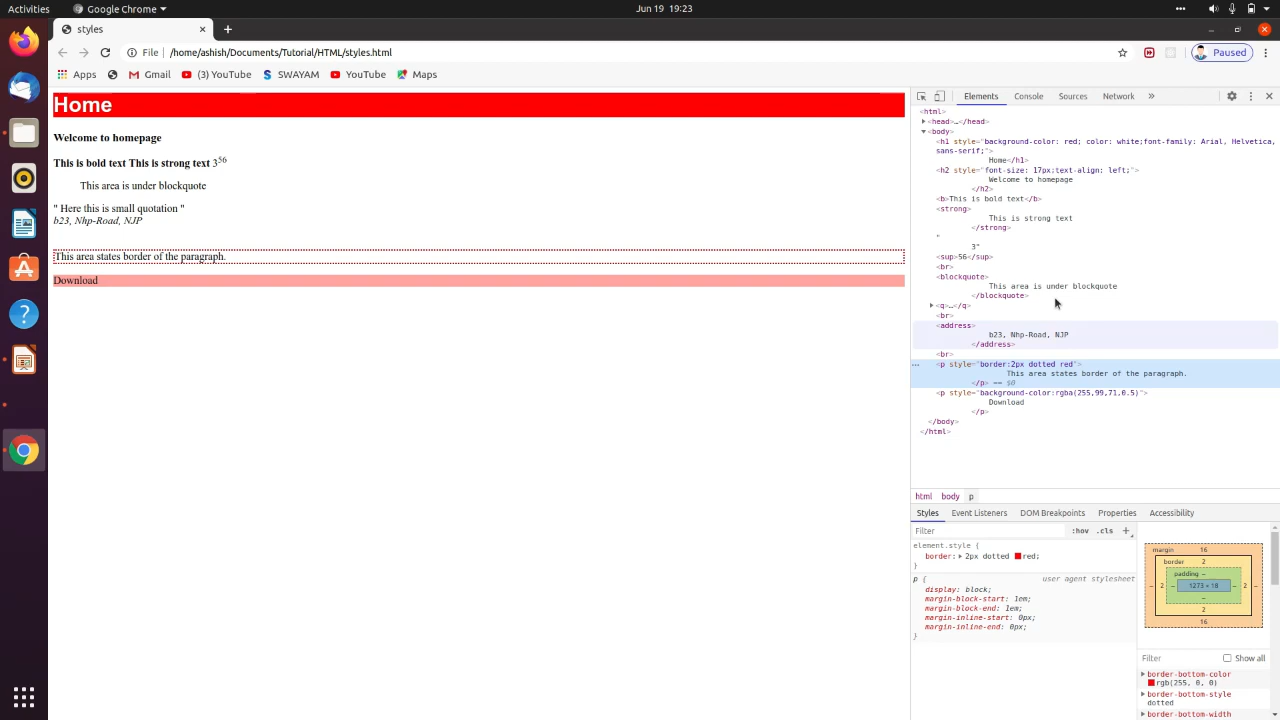 Activities Google Chrome Jun 19 19:23
styles
File /home/ashish/Documents/Tutorial/HTML/styles.html Paused
Apps Gmail (3) YouTube SWAYAM YouTube Maps
Home
Welcome to homepage
This is bold text This is strong text 3⁵⁶
This area is under blockquote
" Here this is small quotation "
b23, Nhp-Road, NJP
This area states border of the paragraph.
Download
Elements Console Sources Network »
<html>
<head>…</head>
<body>
<h1 style="background-color: red; color: white;font-family: Arial, Helvetica,
sans-serif;">
Home</h1>
<h2 style="font-size: 17px;text-align: left;">
Welcome to homepage
</h2>
<b>This is bold text</b>
<strong>
This is strong text
</strong>
"
3"
<sup>56</sup>
<br>
<blockquote>
This area is under blockquote
</blockquote>
<q>…</q>
<br>
<address>
b23, Nhp-Road, NJP
</address>
<br>
<p style="border:2px dotted red">
This area states border of the paragraph.
</p> == $0
<p style="background-color:rgba(255,99,71,0.5)">
Download
</p>
</body>
</html>
html body p
Styles Event Listeners DOM Breakpoints Properties Accessibility
Filter :hov .cls +
element.style {
border: 2px dotted red;
}
p { user agent stylesheet
display: block;
margin-block-start: 1em;
margin-block-end: 1em;
margin-inline-start: 0px;
margin-inline-end: 0px;
}
margin 16
border 2
padding –
– 2 – 1273 × 18 – 2 –
–
2
16
Filter Show all
border-bottom-color
rgb(255, 0, 0)
border-bottom-style
dotted
border-bottom-width